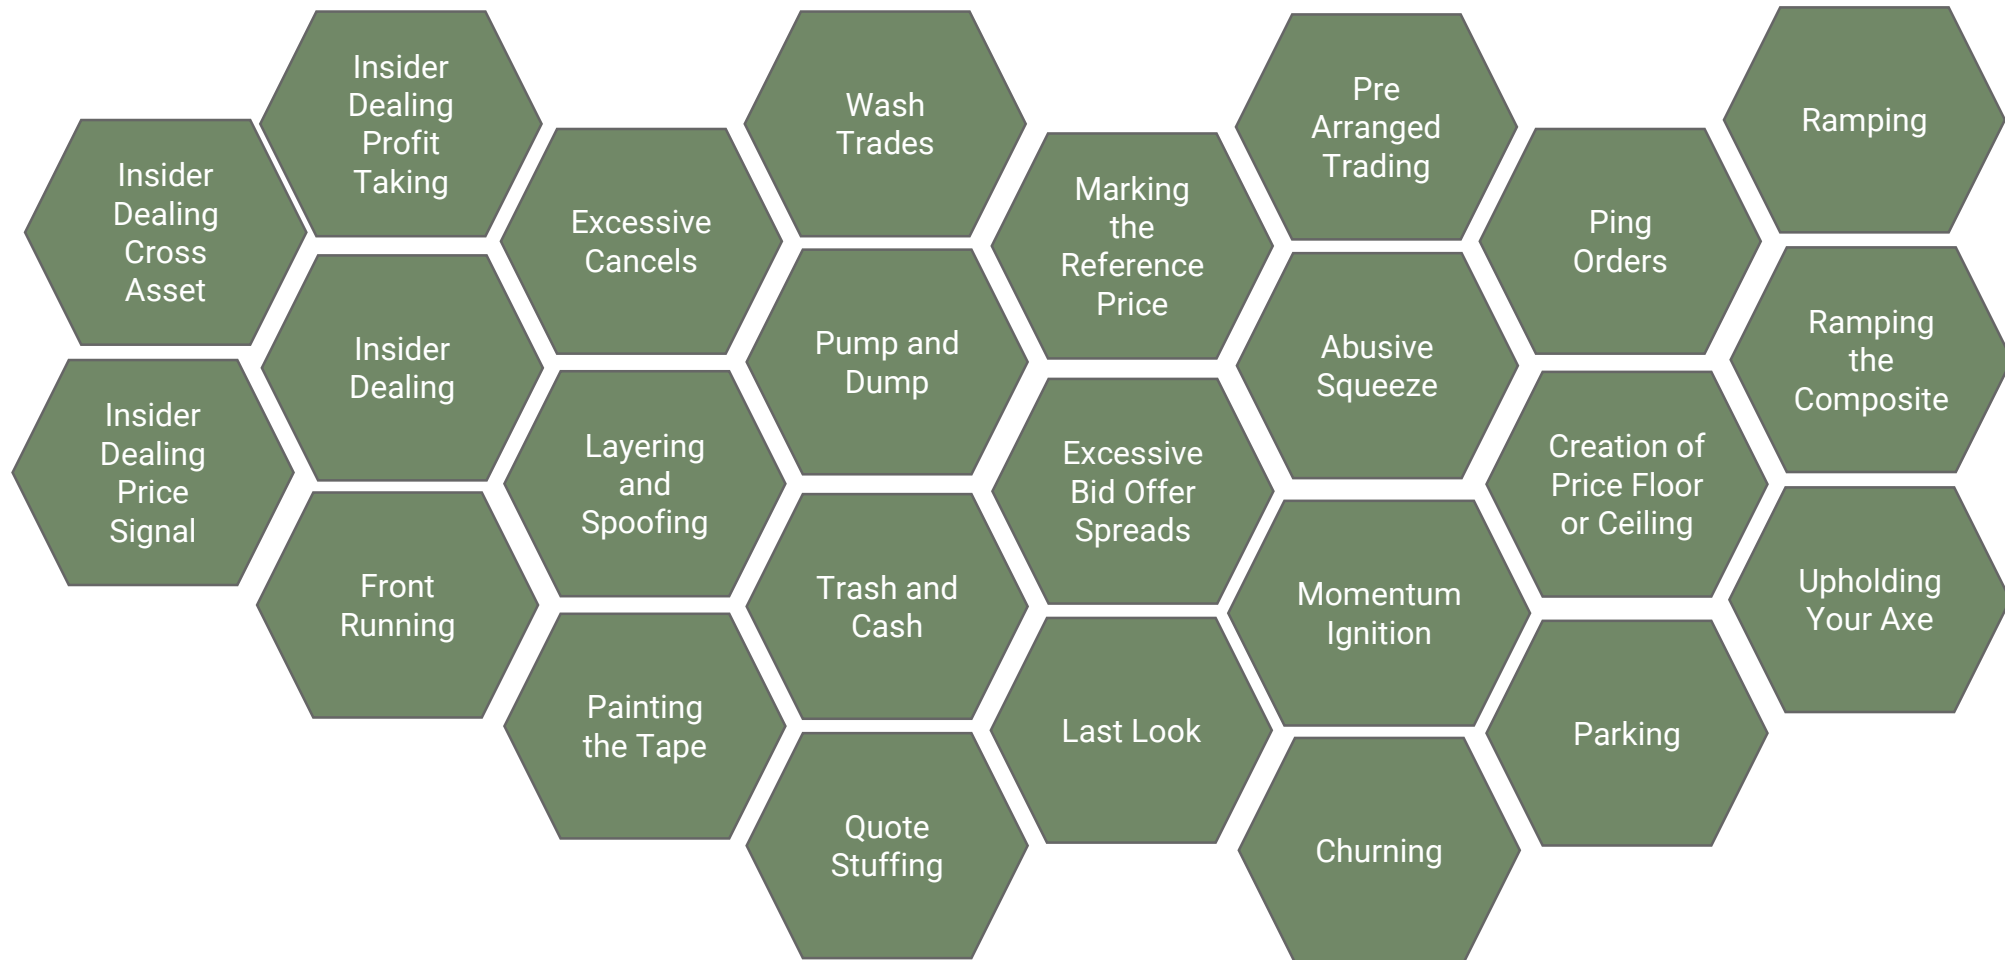 Insider
Dealing
Cross
Asset
Insider
Dealing
Price
Signal
Insider
Dealing
Profit
Taking
Insider
Dealing
Front
Running
Excessive
Cancels
Layering
and
Spoofing
Painting
the Tape
Wash
Trades
Pump and
Dump
Trash and
Cash
Quote
Stuffing
Marking
the
Reference
Price
Excessive
Bid Offer
Spreads
Last Look
Pre
Arranged
Trading
Abusive
Squeeze
Momentum
Ignition
Churning
Ping
Orders
Creation of
Price Floor
or Ceiling
Parking
Ramping
Ramping
the
Composite
Upholding
Your Axe